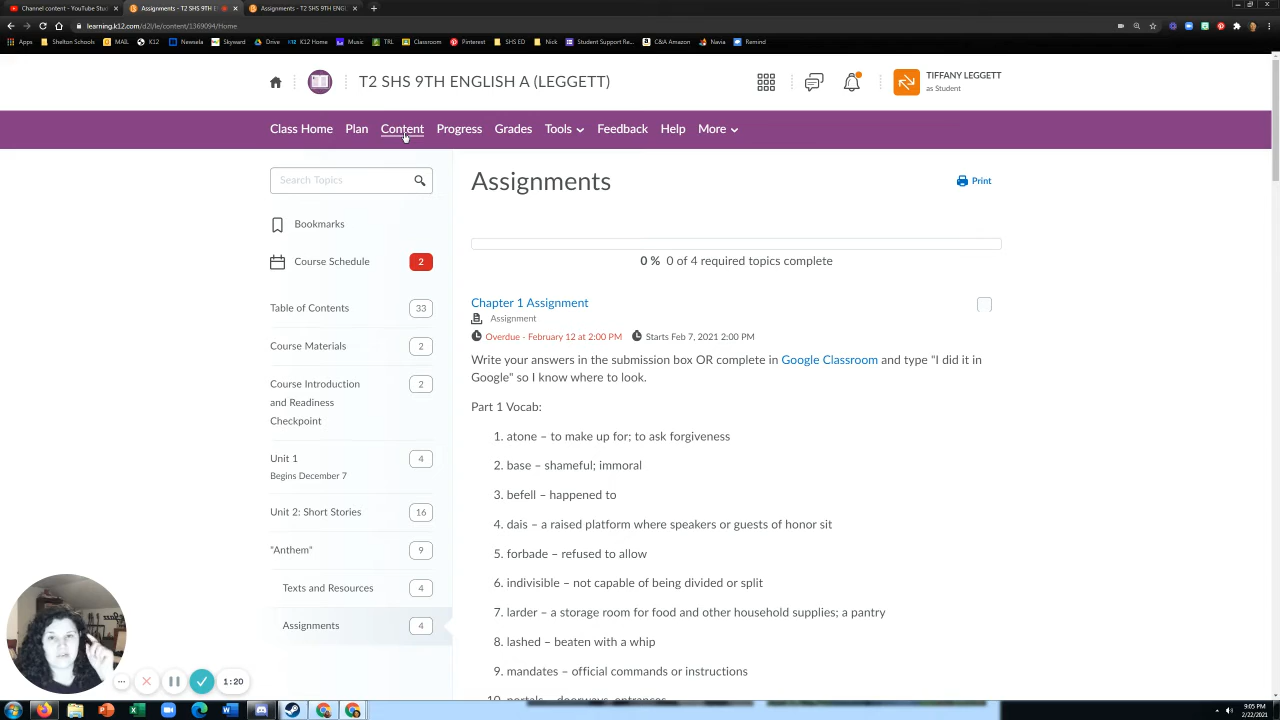 Channel content - YouTube Stu
Assignments - T2 SHS 9TH
Assignments - T2 SHS 9TH ENGL
learning.k12.com/d2l/le/content/1369094/Home
Apps
Shelton Schools
MAIL
K12
Newsela
Skyward
Drive
K12 Home
Music
TRL
Classroom
Pinterest
SHS ED
Nick
Student Support Re...
C&A Amazon
Navia
Remind
T2 SHS 9TH ENGLISH A (LEGGETT)
TIFFANY LEGGETT
as Student
Class Home Plan Content Progress Grades Tools Feedback Help More
Search Topics
Bookmarks
Course Schedule 2
Table of Contents 33
Course Materials 2
Course Introduction 2
and Readiness
Checkpoint
Unit 1 4
Begins December 7
Unit 2: Short Stories 16
"Anthem" 9
Texts and Resources 4
Assignments 4
Assignments
Print
0 % 0 of 4 required topics complete
Chapter 1 Assignment
Assignment
Overdue - February 12 at 2:00 PM Starts Feb 7, 2021 2:00 PM
Write your answers in the submission box OR complete in Google Classroom and type "I did it in
Google" so I know where to look.
Part 1 Vocab:
1. atone – to make up for; to ask forgiveness
2. base – shameful; immoral
3. befell – happened to
4. dais – a raised platform where speakers or guests of honor sit
5. forbade – refused to allow
6. indivisible – not capable of being divided or split
7. larder – a storage room for food and other household supplies; a pantry
8. lashed – beaten with a whip
9. mandates – official commands or instructions
10. portals – doorways, entrances
1:20
9:05 PM
2/22/2021